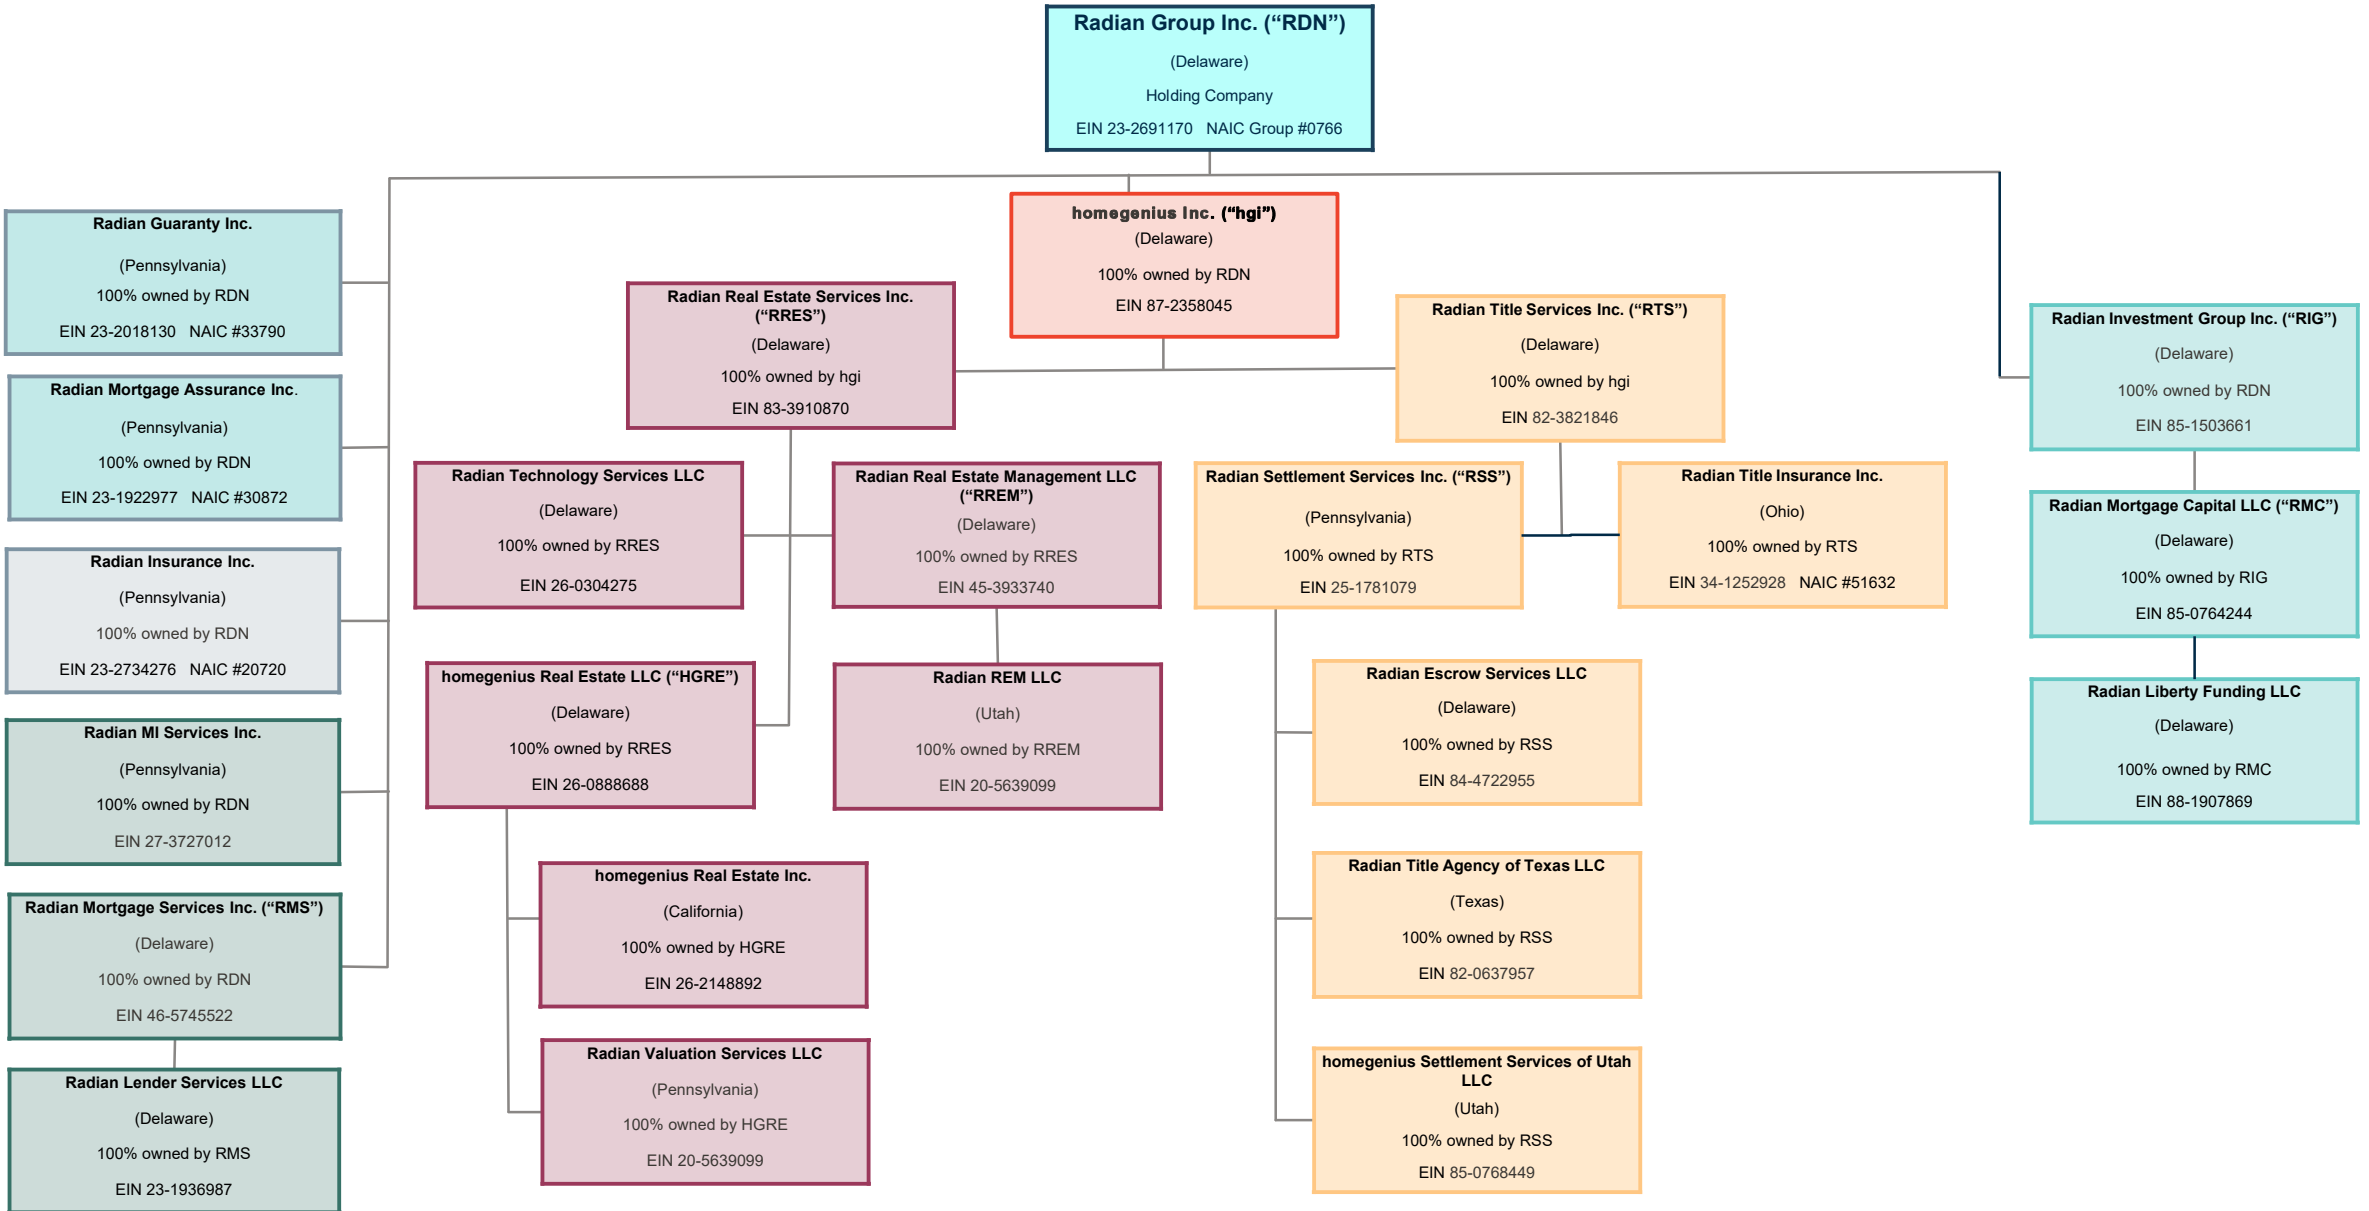 Radian Group Inc. (“RDN”)
(Delaware)
Holding Company
EIN 23-2691170 NAIC Group #0766
Radian Guaranty Inc.
(Pennsylvania)
100% owned by RDN
EIN 23-2018130 NAIC #33790
Radian Mortgage Assurance Inc.
(Pennsylvania)
100% owned by RDN
EIN 23-1922977 NAIC #30872
Radian Insurance Inc.
(Pennsylvania)
100% owned by RDN
EIN 23-2734276 NAIC #20720
Radian MI Services Inc.
(Pennsylvania)
100% owned by RDN
EIN 27-3727012
Radian Mortgage Services Inc. (“RMS”)
(Delaware)
100% owned by RDN
EIN 46-5745522
Radian Lender Services LLC
(Delaware)
100% owned by RMS
EIN 23-1936987
homegenius Inc. (“hgi”)
(Delaware)
100% owned by RDN
EIN 87-2358045
Radian Real Estate Services Inc.
(“RRES”)
(Delaware)
100% owned by hgi
EIN 83-3910870
Radian Technology Services LLC
(Delaware)
100% owned by RRES
EIN 26-0304275
Radian Real Estate Management LLC
(“RREM”)
(Delaware)
100% owned by RRES
EIN 45-3933740
homegenius Real Estate LLC (“HGRE”)
(Delaware)
100% owned by RRES
EIN 26-0888688
Radian REM LLC
(Utah)
100% owned by RREM
EIN 20-5639099
homegenius Real Estate Inc.
(California)
100% owned by HGRE
EIN 26-2148892
Radian Valuation Services LLC
(Pennsylvania)
100% owned by HGRE
EIN 20-5639099
Radian Title Services Inc. (“RTS”)
(Delaware)
100% owned by hgi
EIN 82-3821846
Radian Settlement Services Inc. (“RSS”)
(Pennsylvania)
100% owned by RTS
EIN 25-1781079
Radian Title Insurance Inc.
(Ohio)
100% owned by RTS
EIN 34-1252928 NAIC #51632
Radian Escrow Services LLC
(Delaware)
100% owned by RSS
EIN 84-4722955
Radian Title Agency of Texas LLC
(Texas)
100% owned by RSS
EIN 82-0637957
homegenius Settlement Services of Utah
LLC
(Utah)
100% owned by RSS
EIN 85-0768449
Radian Investment Group Inc. (“RIG”)
(Delaware)
100% owned by RDN
EIN 85-1503661
Radian Mortgage Capital LLC (“RMC”)
(Delaware)
100% owned by RIG
EIN 85-0764244
Radian Liberty Funding LLC
(Delaware)
100% owned by RMC
EIN 88-1907869